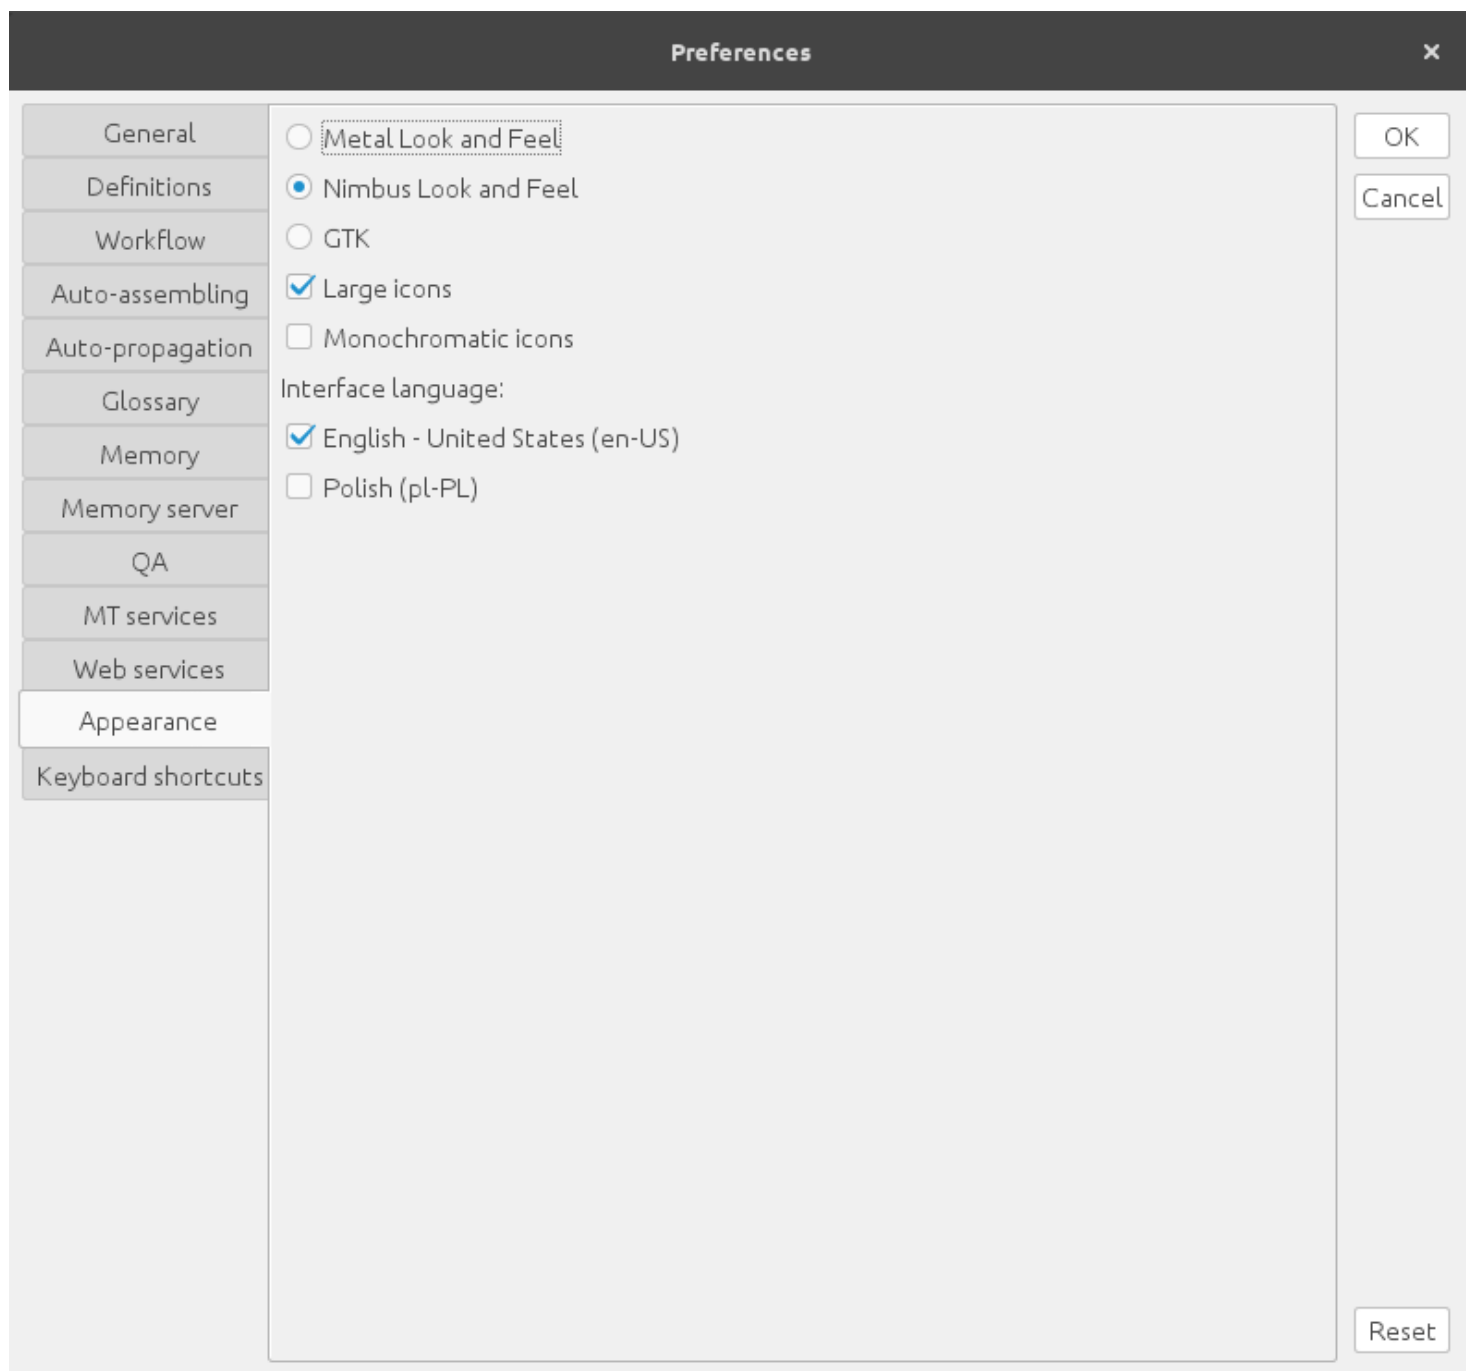 Preferences
General
Definitions
Workflow
Auto-assembling
Auto-propagation
Glossary
Memory
Memory server
QA
MT services
Web services
Appearance
Keyboard shortcuts
Metal Look and Feel
Nimbus Look and Feel
GTK
Large icons
Monochromatic icons
Interface language:
English - United States (en-US)
Polish (pl-PL)
OK
Cancel
Reset